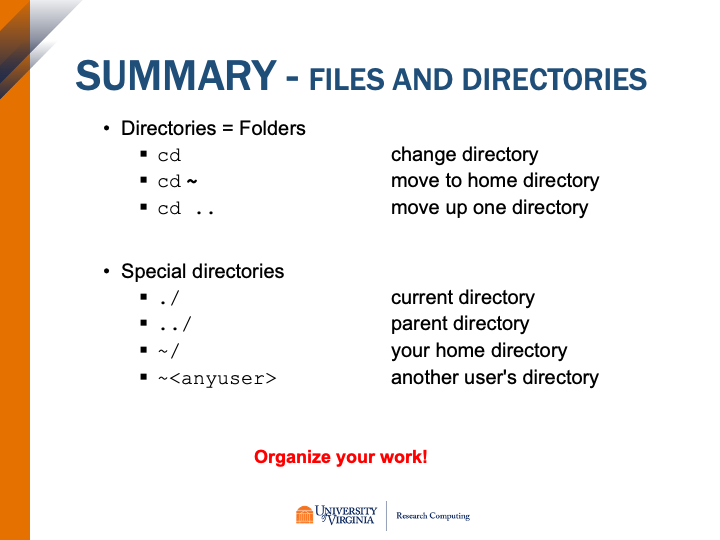 SUMMARY - FILES AND DIRECTORIES
• Directories = Folders
▪ cd change directory
▪ cd ~ move to home directory
▪ cd .. move up one directory
• Special directories
▪ ./ current directory
▪ ../ parent directory
▪ ~/ your home directory
▪ ~<anyuser> another user's directory
Organize your work!
UNIVERSITY
of VIRGINIA
Research Computing